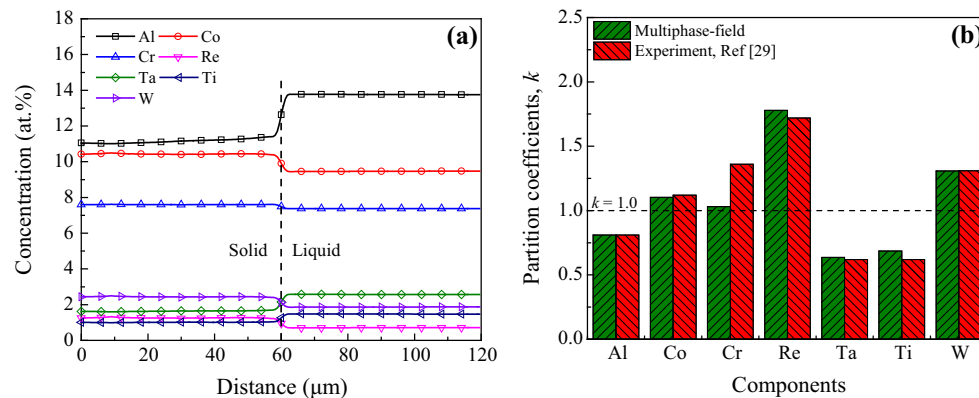 (a)
Al
Co
Cr
Re
Ta
Ti
W
Concentration (at.%)
18
16
14
12
10
8
6
4
2
0
Solid
Liquid
0
20
40
60
80
100
120
Distance (μm)
(b)
Multiphase-field
Experiment, Ref [29]
Partition coefficients, k
2.5
2.0
1.5
1.0
0.5
0.0
k = 1.0
Al
Co
Cr
Re
Ta
Ti
W
Components